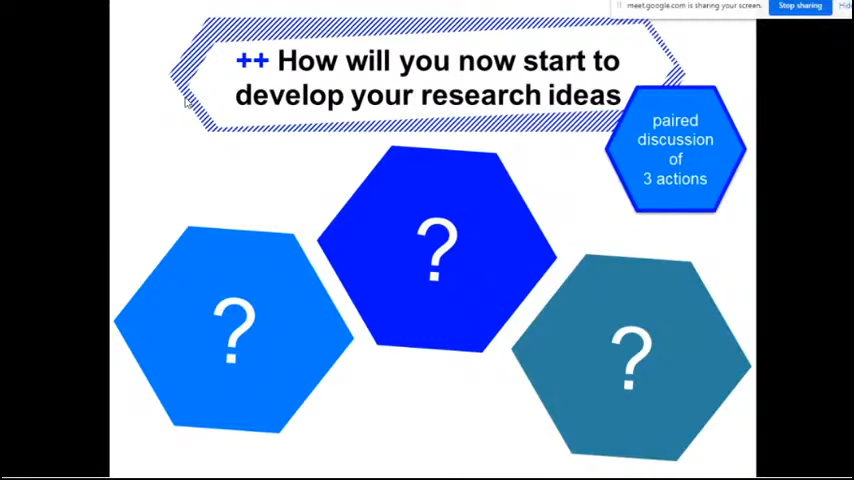 meet.google.com is sharing your screen.
Stop sharing
Hide
++ How will you now start to
develop your research ideas
paired
discussion
of
3 actions
?
?
?